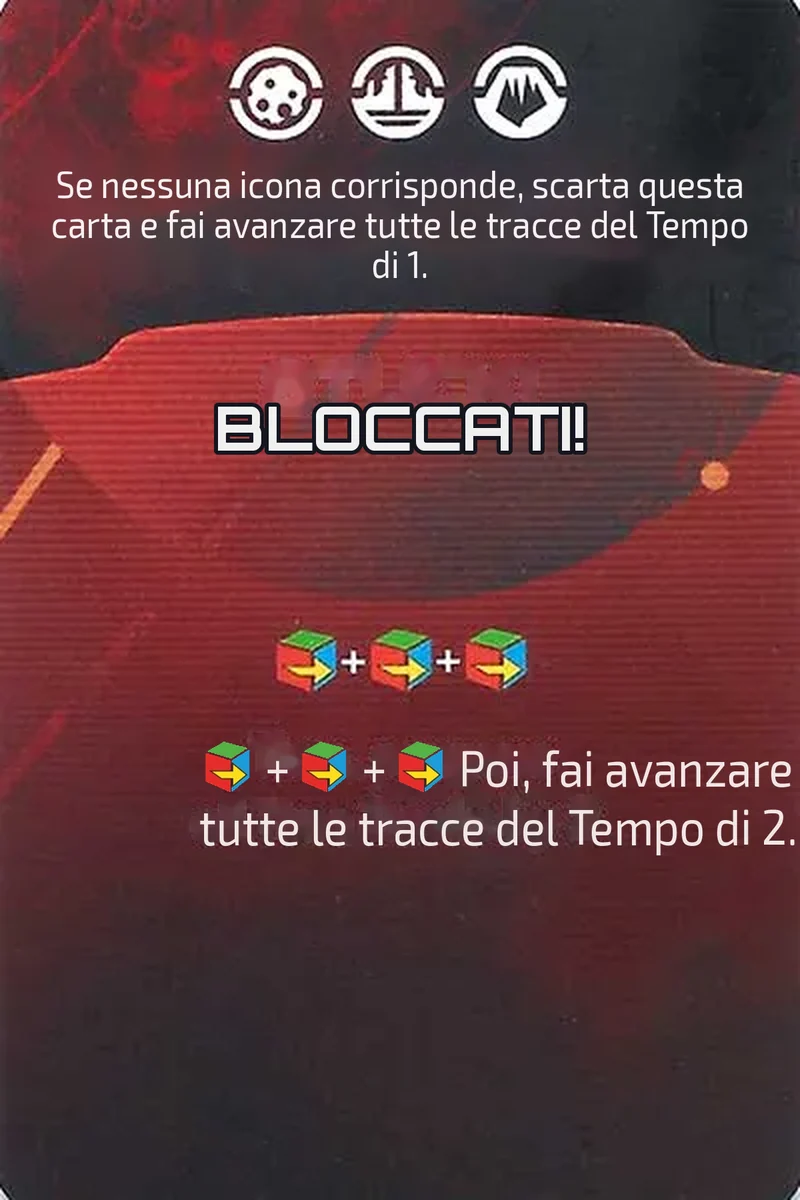 Se nessuna icona corrisponde, scarta questa
carta e fai avanzare tutte le tracce del Tempo
di 1.
BLOCCATI!
+ +
+ + Poi, fai avanzare
tutte le tracce del Tempo di 2.